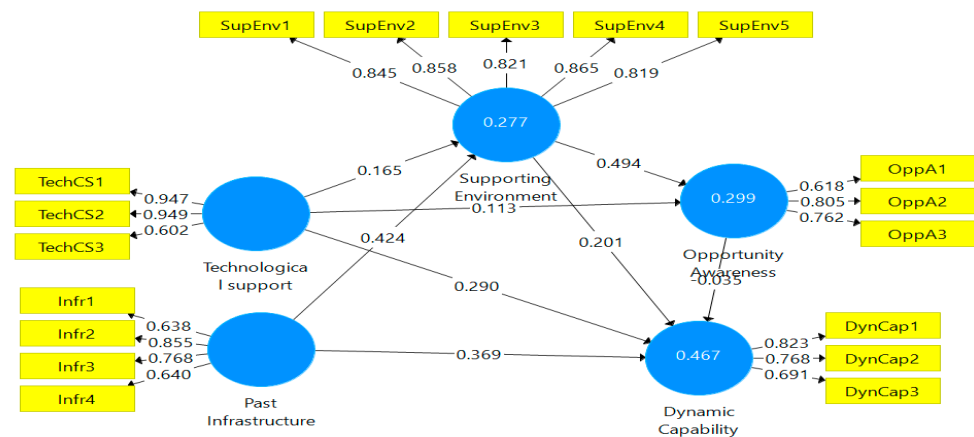 SupEnv1 SupEnv2 SupEnv3 SupEnv4 SupEnv5
0.845 0.858 0.821 0.865 0.819
0.277
Supporting
Environment
0.165
0.494
0.113
0.424
0.201
0.290
-0.035
0.369
TechCS1
TechCS2
TechCS3
0.947
0.949
0.602
Technologica
l support
OppA1
OppA2
OppA3
0.618
0.805
0.762
0.299
Opportunity
Awareness
Infr1
Infr2
Infr3
Infr4
0.638
0.855
0.768
0.640
Past
Infrastructure
0.467
Dynamic
Capability
0.823
0.768
0.691
DynCap1
DynCap2
DynCap3